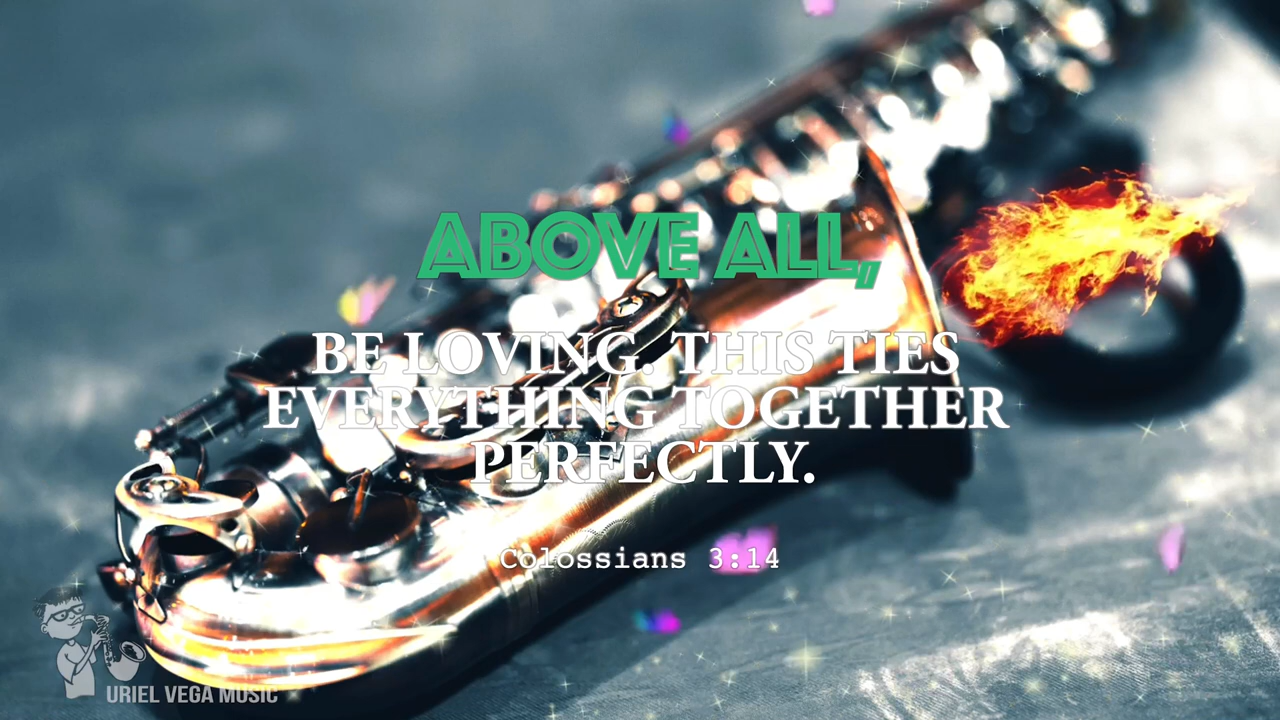 ABOVE ALL,
BE LOVING. THIS TIES
EVERYTHING TOGETHER
PERFECTLY.
Colossians 3:14
URIEL VEGA MUSIC